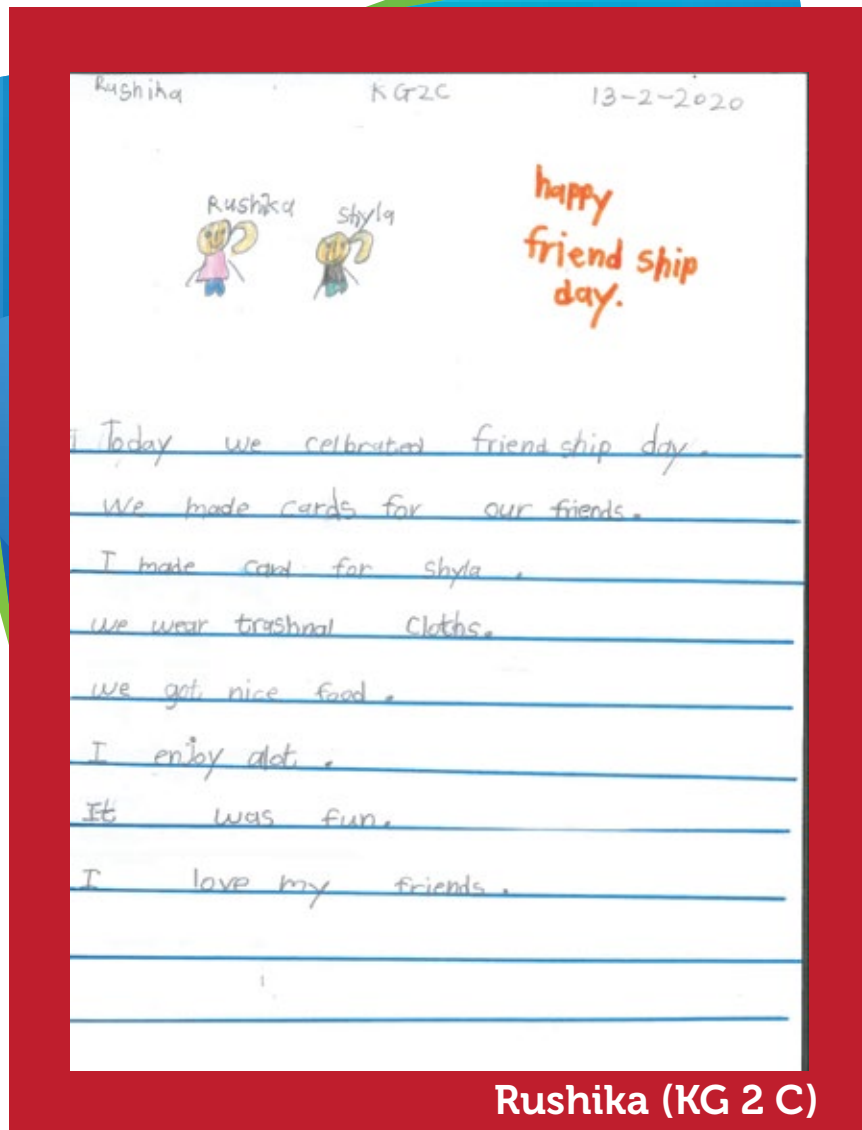 Rushika KG2C 13-2-2020
Rushika Shyla
happy
friend ship
day.
Today we celbrated friend ship day.
We made cards for our friends.
I made card for shyla.
we wear trashnal cloths.
we got nice food.
I enjoy alot.
It was fun.
I love my friends.
Rushika (KG 2 C)